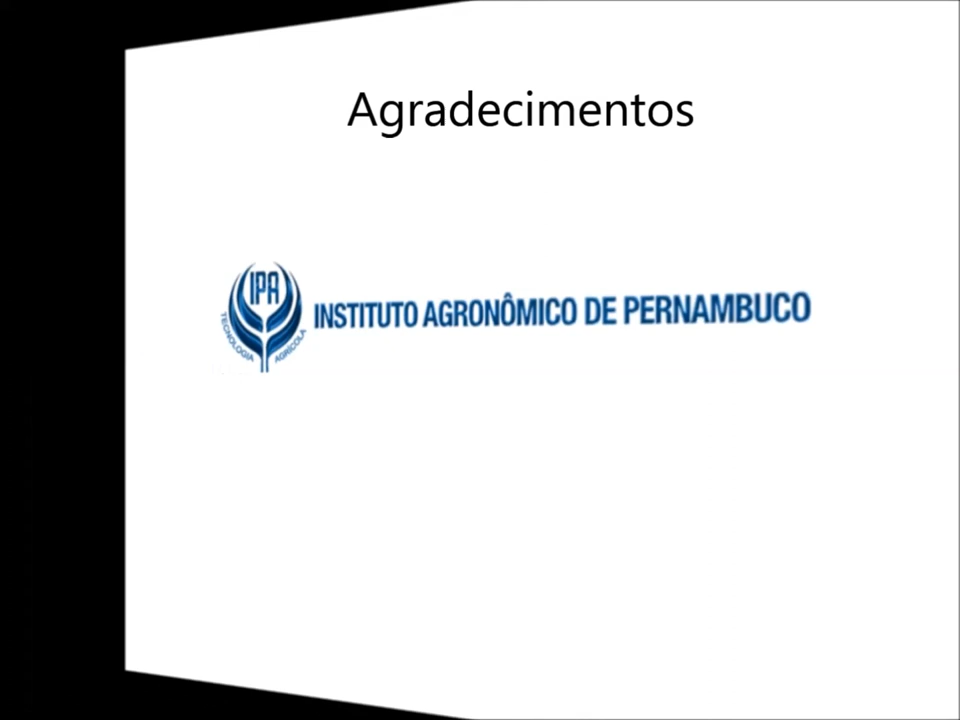 Agradecimentos
IPA
TECNOLOGIA AGRÍCOLA
INSTITUTO AGRONÔMICO DE PERNAMBUCO